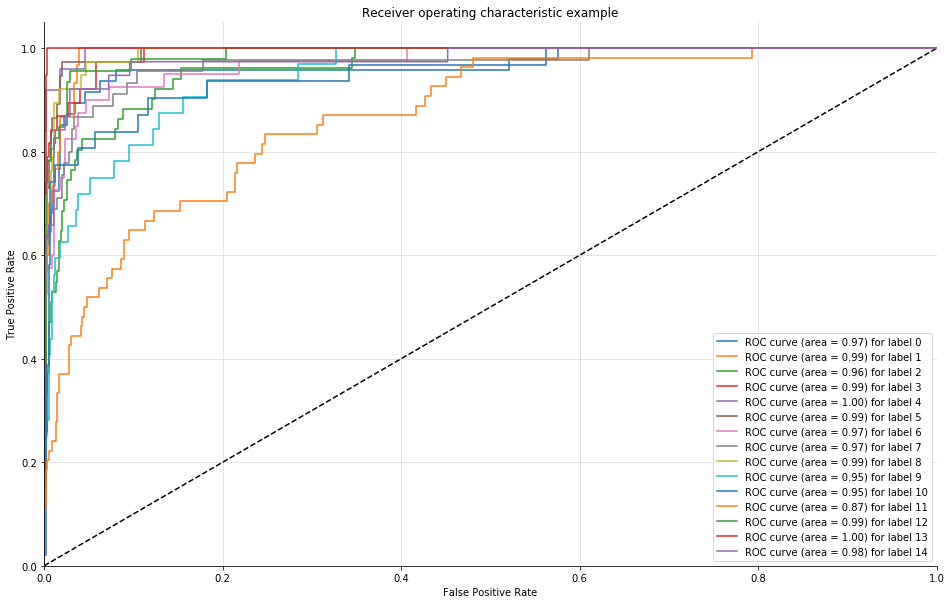 Receiver operating characteristic example
True Positive Rate
1.0
0.8
0.6
0.4
0.2
0.0
ROC curve (area = 0.97) for label 0
ROC curve (area = 0.99) for label 1
ROC curve (area = 0.96) for label 2
ROC curve (area = 0.99) for label 3
ROC curve (area = 1.00) for label 4
ROC curve (area = 0.99) for label 5
ROC curve (area = 0.97) for label 6
ROC curve (area = 0.97) for label 7
ROC curve (area = 0.99) for label 8
ROC curve (area = 0.95) for label 9
ROC curve (area = 0.95) for label 10
ROC curve (area = 0.87) for label 11
ROC curve (area = 0.99) for label 12
ROC curve (area = 1.00) for label 13
ROC curve (area = 0.98) for label 14
0.0 0.2 0.4 0.6 0.8 1.0
False Positive Rate